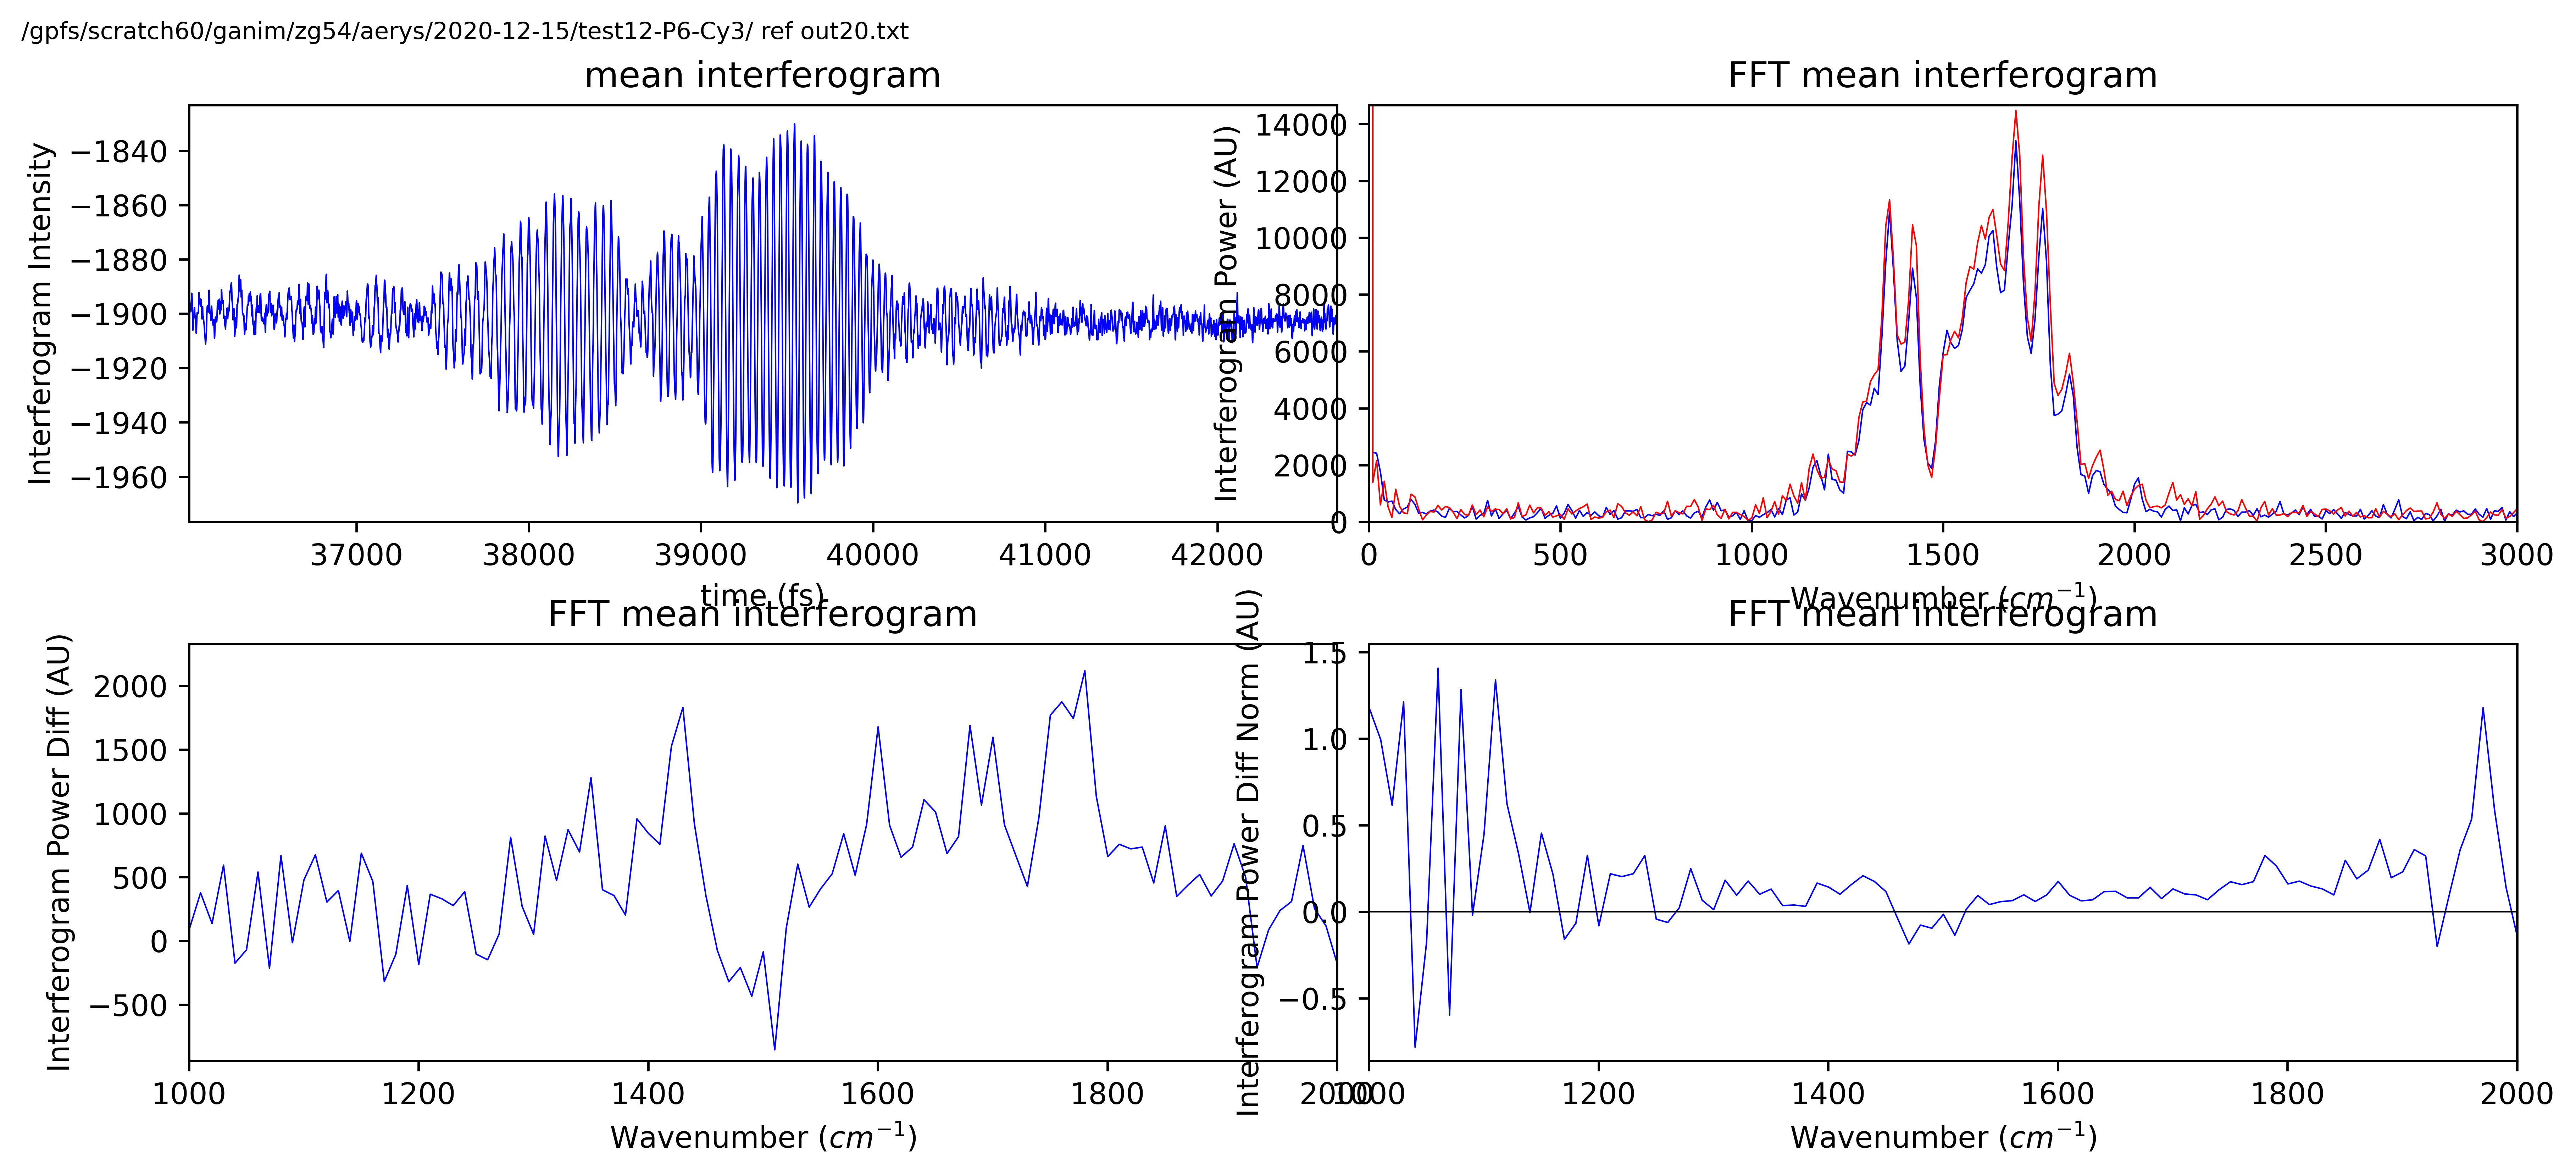 /gpfs/scratch60/ganim/zg54/aerys/2020-12-15/test12-P6-Cy3/ ref out20.txt
mean interferogram
Interferogram Intensity
−1840
−1860
−1880
−1900
−1920
−1940
−1960
37000 38000 39000 40000 41000 42000
time (fs)
FFT mean interferogram
Interferogram Power (AU)
14000
12000
10000
8000
6000
4000
2000
0
0 500 1000 1500 2000 2500 3000
Wavenumber (cm⁻¹)
FFT mean interferogram
Interferogram Power Diff (AU)
2000
1500
1000
500
0
−500
1000 1200 1400 1600 1800 2000
Wavenumber (cm⁻¹)
FFT mean interferogram
Interferogram Power Diff Norm (AU)
1.5
1.0
0.5
0.0
−0.5
1000 1200 1400 1600 1800 2000
Wavenumber (cm⁻¹)